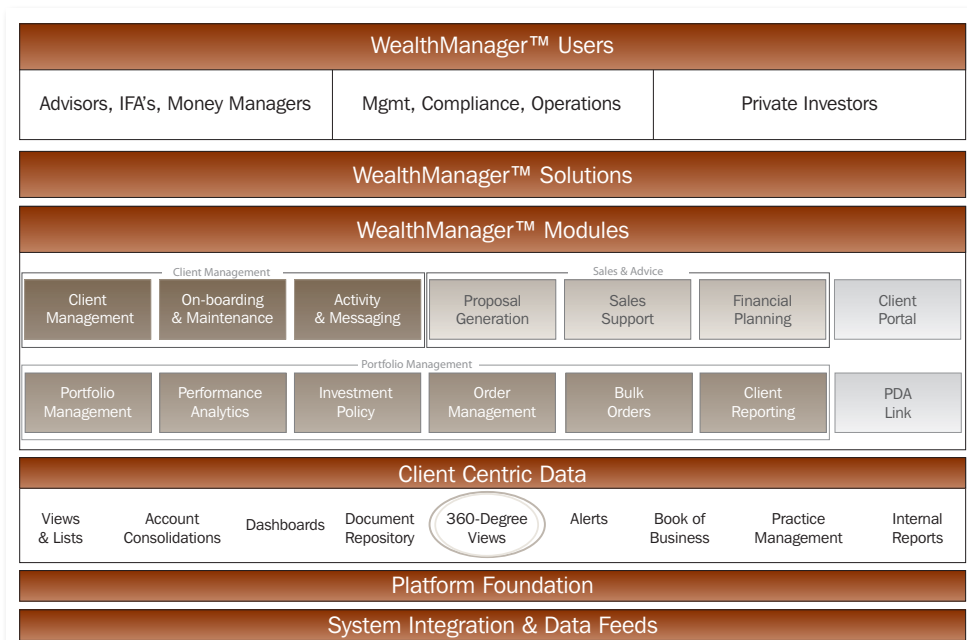 WealthManager™ Users
Advisors, IFA's, Money Managers
Mgmt, Compliance, Operations
Private Investors
WealthManager™ Solutions
WealthManager™ Modules
Client Management
Sales & Advice
Client
Management
On-boarding
& Maintenance
Activity
& Messaging
Proposal
Generation
Sales
Support
Financial
Planning
Client
Portal
Portfolio Management
Portfolio
Management
Performance
Analytics
Investment
Policy
Order
Management
Bulk
Orders
Client
Reporting
PDA
Link
Client Centric Data
Views
& Lists
Account
Consolidations
Dashboards
Document
Repository
360-Degree
Views
Alerts
Book of
Business
Practice
Management
Internal
Reports
Platform Foundation
System Integration & Data Feeds